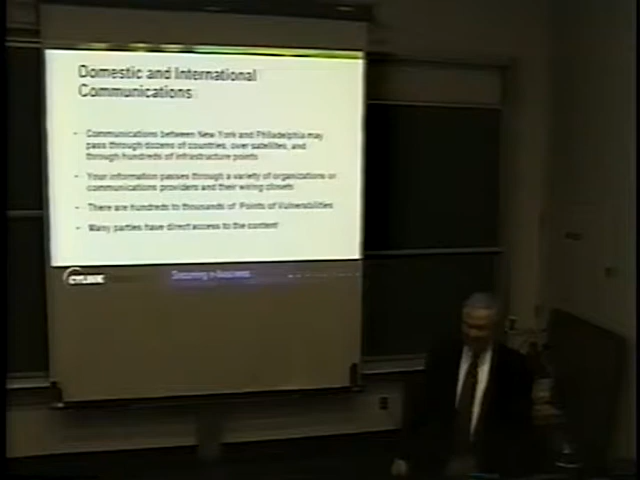 Domestic and International
Communications
- Communications between New York and Philadelphia may
pass through dozens of countries, over satellites, and
through hundreds of infrastructure points
- Your information passes through a variety of organizations or
communications providers and their wiring closets
- There are hundreds to thousands of Points of Vulnerabilities
- Many parties have direct access to the content
Securing e-Business